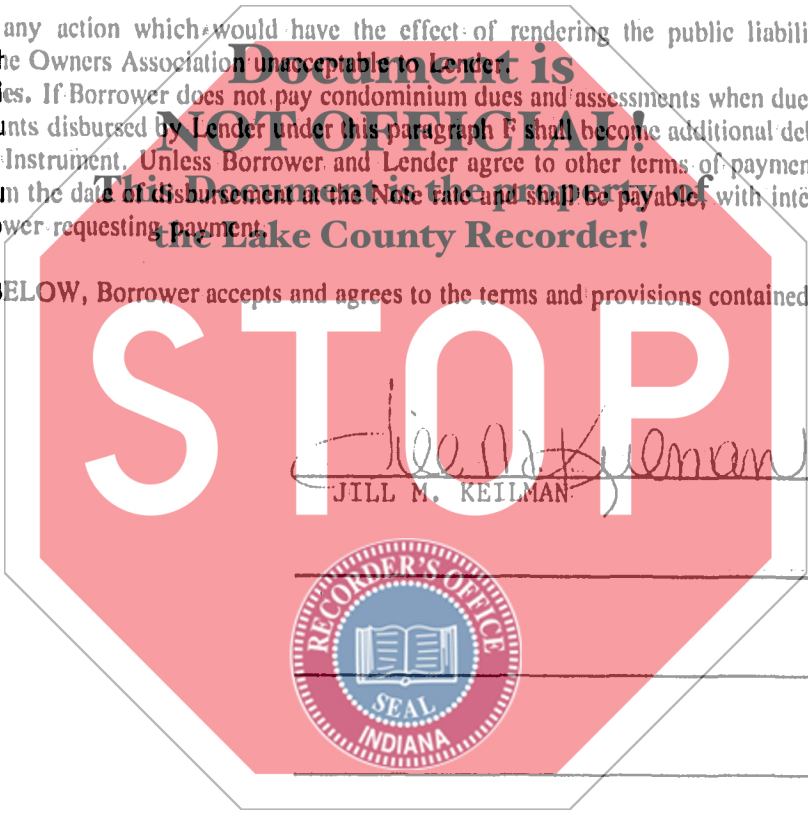 any action which would have the effect of rendering the public liabili
he Owners Association unacceptable to Lender.
Document is
ies. If Borrower does not pay condominium dues and assessments when due
NOT OFFICIAL!
unts disbursed by Lender under this paragraph F shall become additional de
Instrument. Unless Borrower and Lender agree to other terms of paymen
This Document is the property of
m the date of disbursement at the Note rate and shall be payable, with inte
ower requesting payment.
the Lake County Recorder!
BELOW, Borrower accepts and agrees to the terms and provisions contained
STOP
Jill M. Keilman
JILL M. KEILMAN
RECORDER'S OFFICE
SEAL
INDIANA